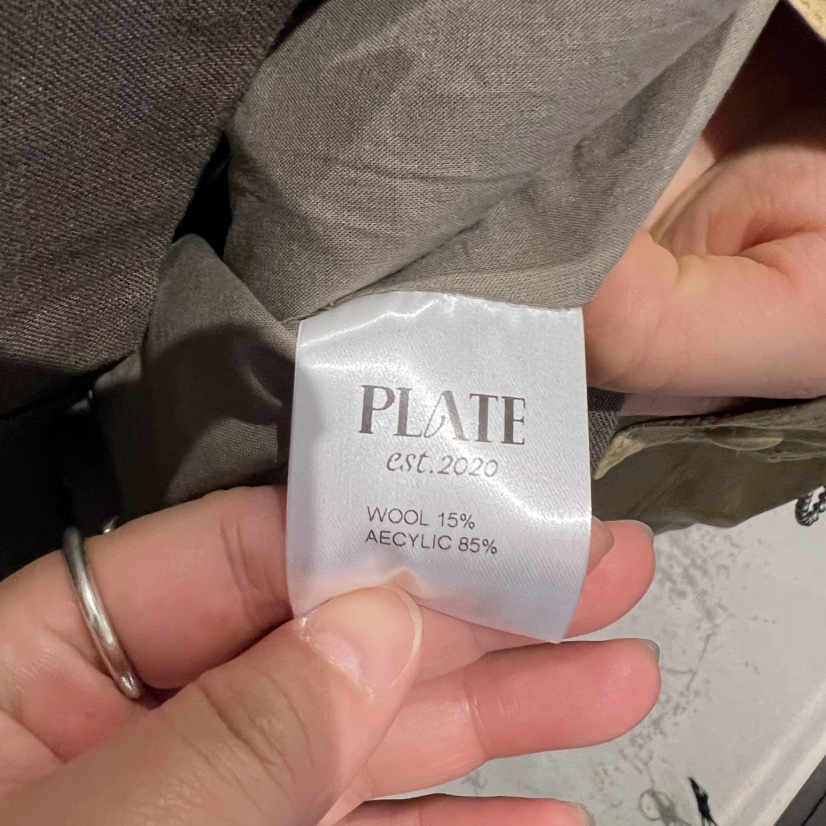 PLATE
est.2020
WOOL 15%
AECYLIC 85%